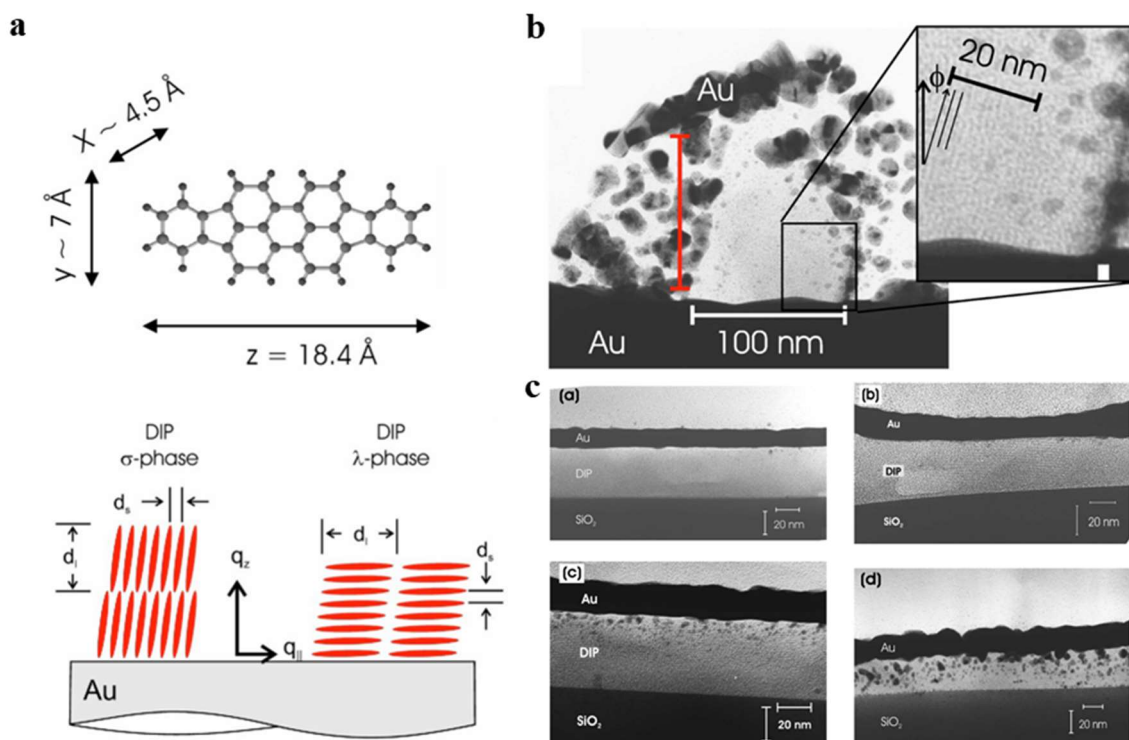 a
X ~ 4.5 Å
y ~ 7 Å
z = 18.4 Å
DIP
σ-phase
DIP
λ-phase
d_s
d_l
d_l
d_s
q_z
q_||
Au
b
Au
Au
100 nm
20 nm
ϕ
c
(a)
Au
DIP
SiO₂
20 nm
(b)
Au
DIP
SiO₂
20 nm
(c)
Au
DIP
SiO₂
20 nm
(d)
Au
SiO₂
20 nm